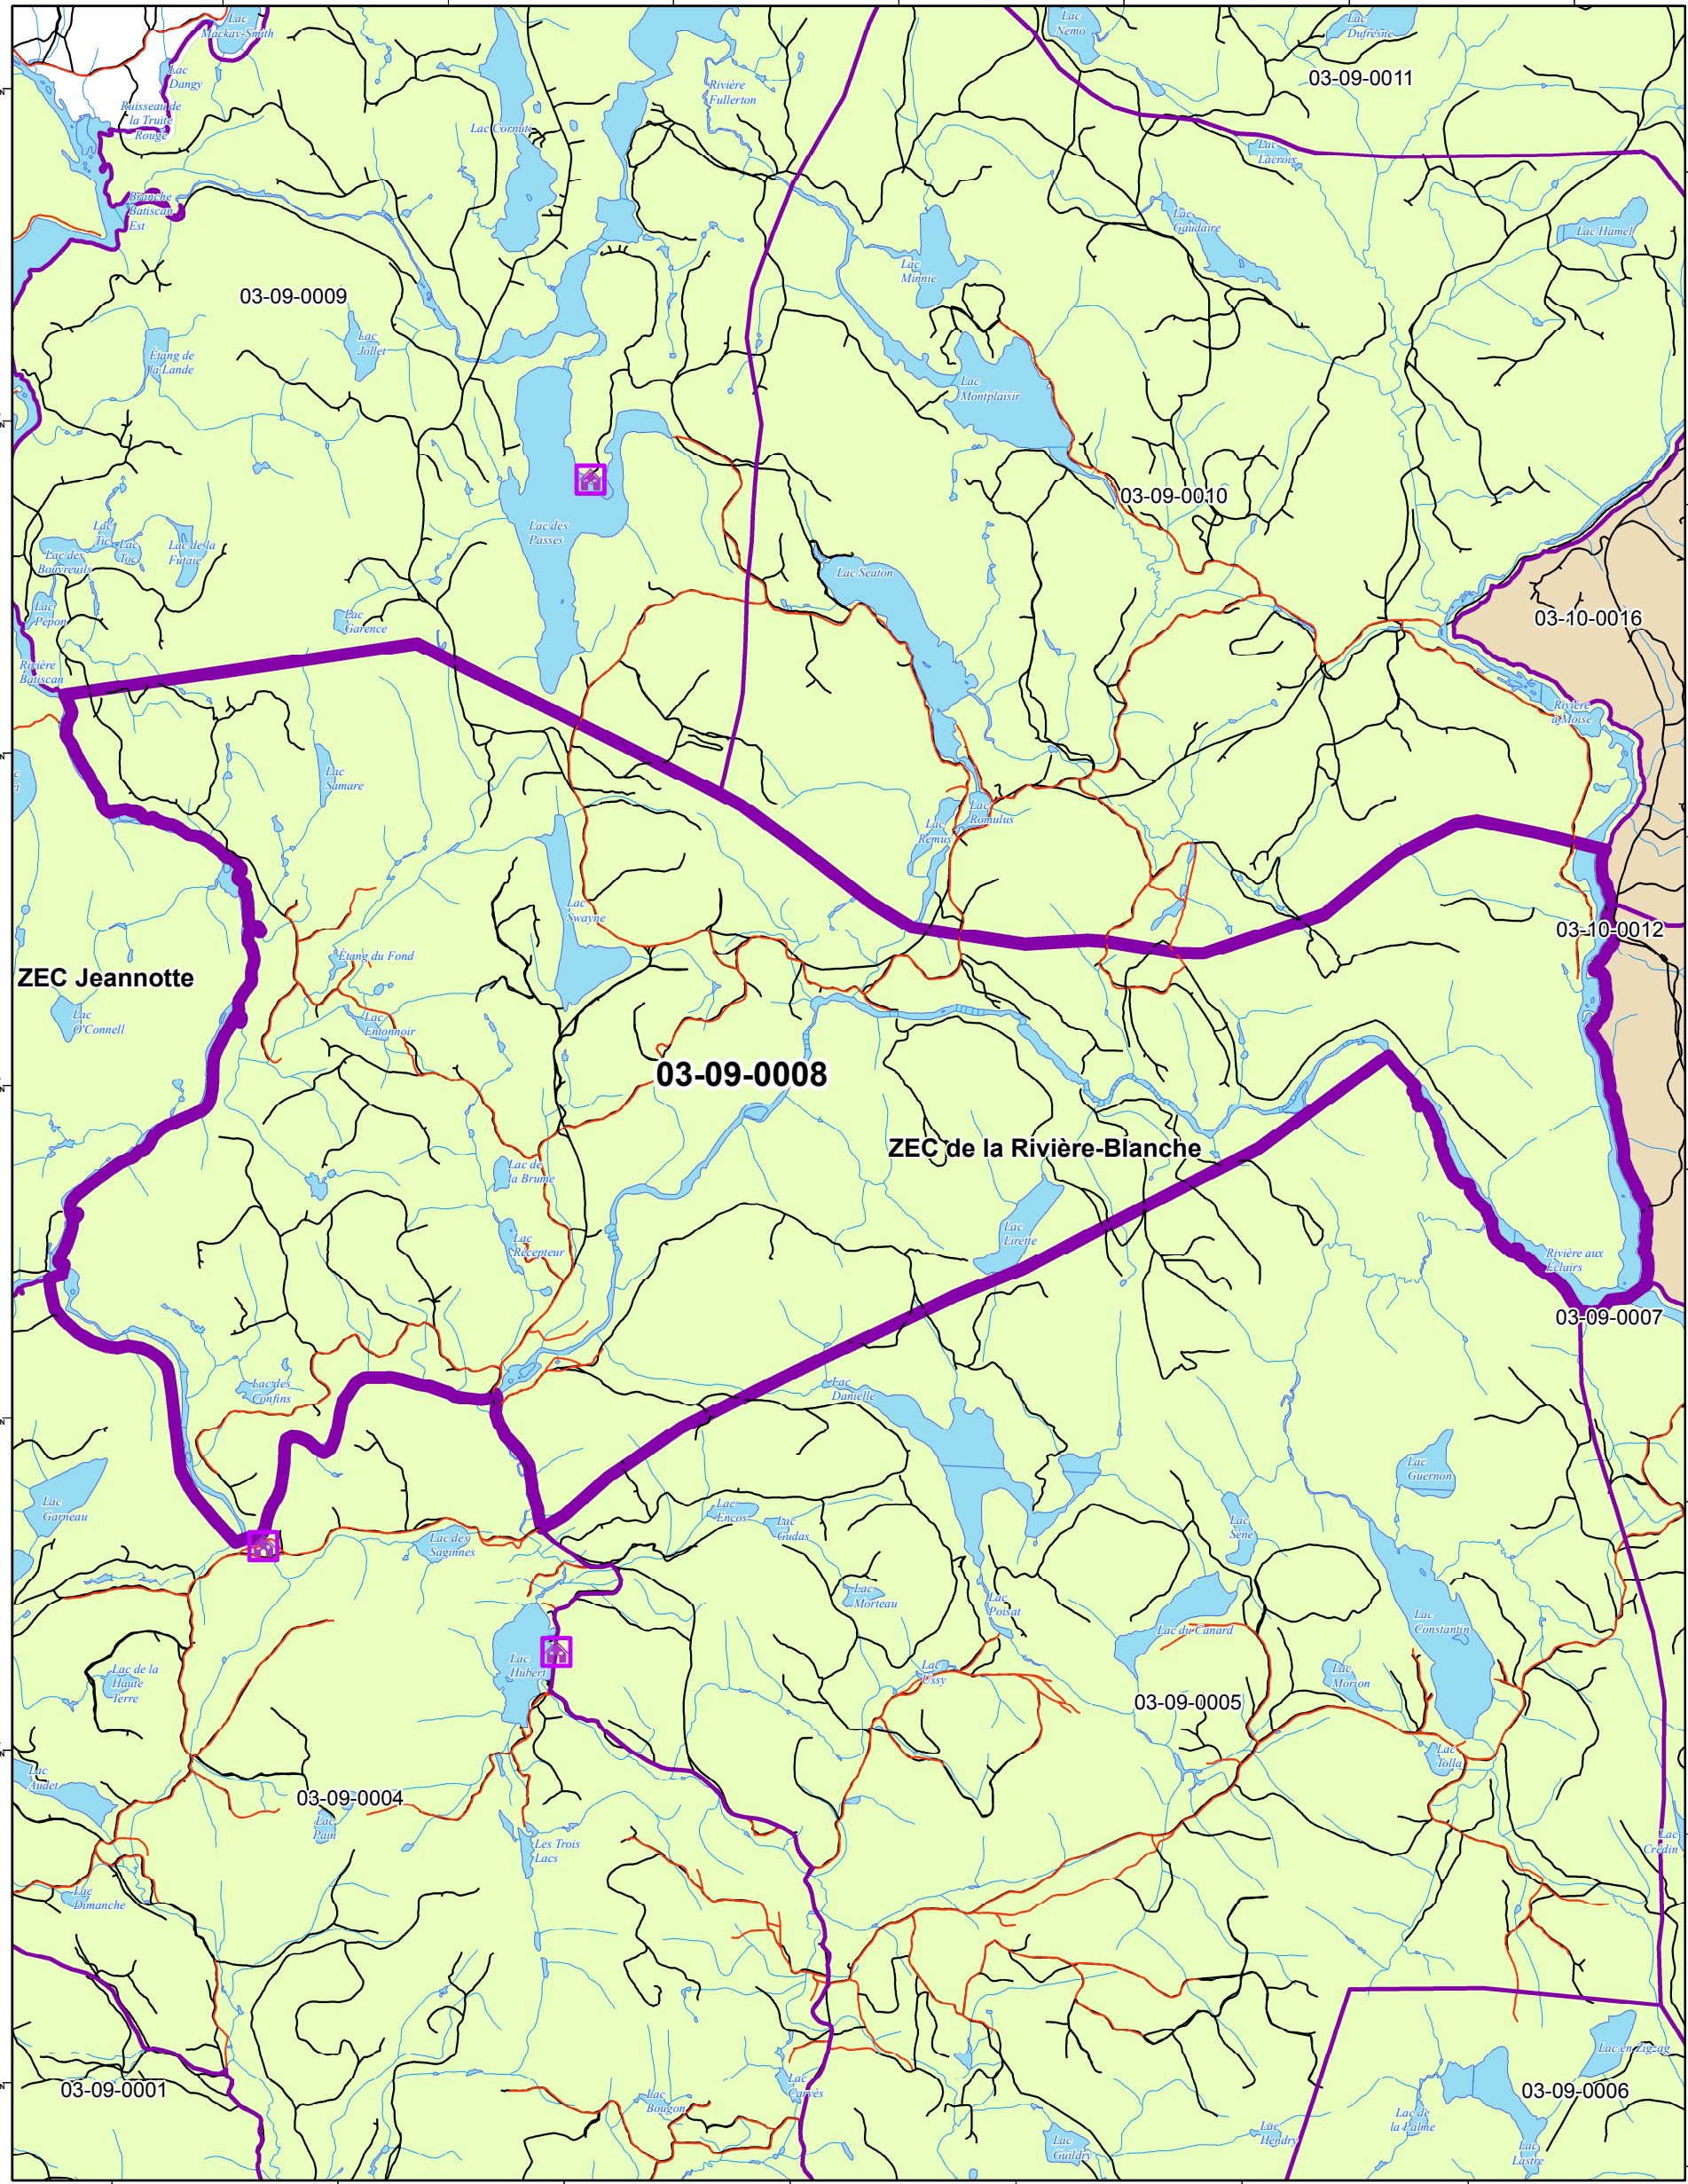 Lac
Mackay-Smith
Lac
Nemo
Lac
Dufresne
Lac
Dangy
Rivière
Fullerton
03-09-0011
Ruisseau de
la Truite
Rouge
Lac Cornute
Lac
Lacroix
Branche
Batiscan
Est
Lac
Gaudaire
Lac Hamel
Lac
Minnie
03-09-0009
Lac
Jollet
Étang de
la Lande
Lac
Montplaisir
03-09-0010
Lac des
Passes
Lac
Tic
Lac
Toc
Lac de la
Futaie
Lac des
Bouvreuils
Lac Seaton
Lac
Pépon
Lac
Garence
03-10-0016
Rivière
Batiscan
Rivière
à Moïse
Lac
Samare
Lac
Romulus
Lac
Remus
Lac
Swayne
03-10-0012
Étang du Fond
ZEC Jeannotte
Lac
O'Connell
Lac
Entonnoir
03-09-0008
ZEC de la Rivière-Blanche
Lac de
la Brume
Lac
Lirette
Lac
Récepteur
Rivière aux
Éclairs
03-09-0007
Lac des
Confins
Lac
Danielle
Lac
Guernon
Lac
Garneau
Lac
Encos
Lac
Gudas
Lac
Sene
Lac des
Saginnes
Lac
Morteau
Lac
Poisat
Lac
Constantin
Lac du Canard
Lac
Hubert
Lac de la
Haute
Terre
Lac
Ussy
Lac
Morion
03-09-0005
Lac
Tolla
Lac
Audet
03-09-0004
Lac
Pain
Les Trois
Lacs
Lac
Crédin
Lac
Dimanche
Lac en Zigzag
03-09-0001
Lac
Carvès
03-09-0006
Lac
Bougon
Lac de
la Palme
Lac
Hendry
Lac
Guildry
Lac
Lastre